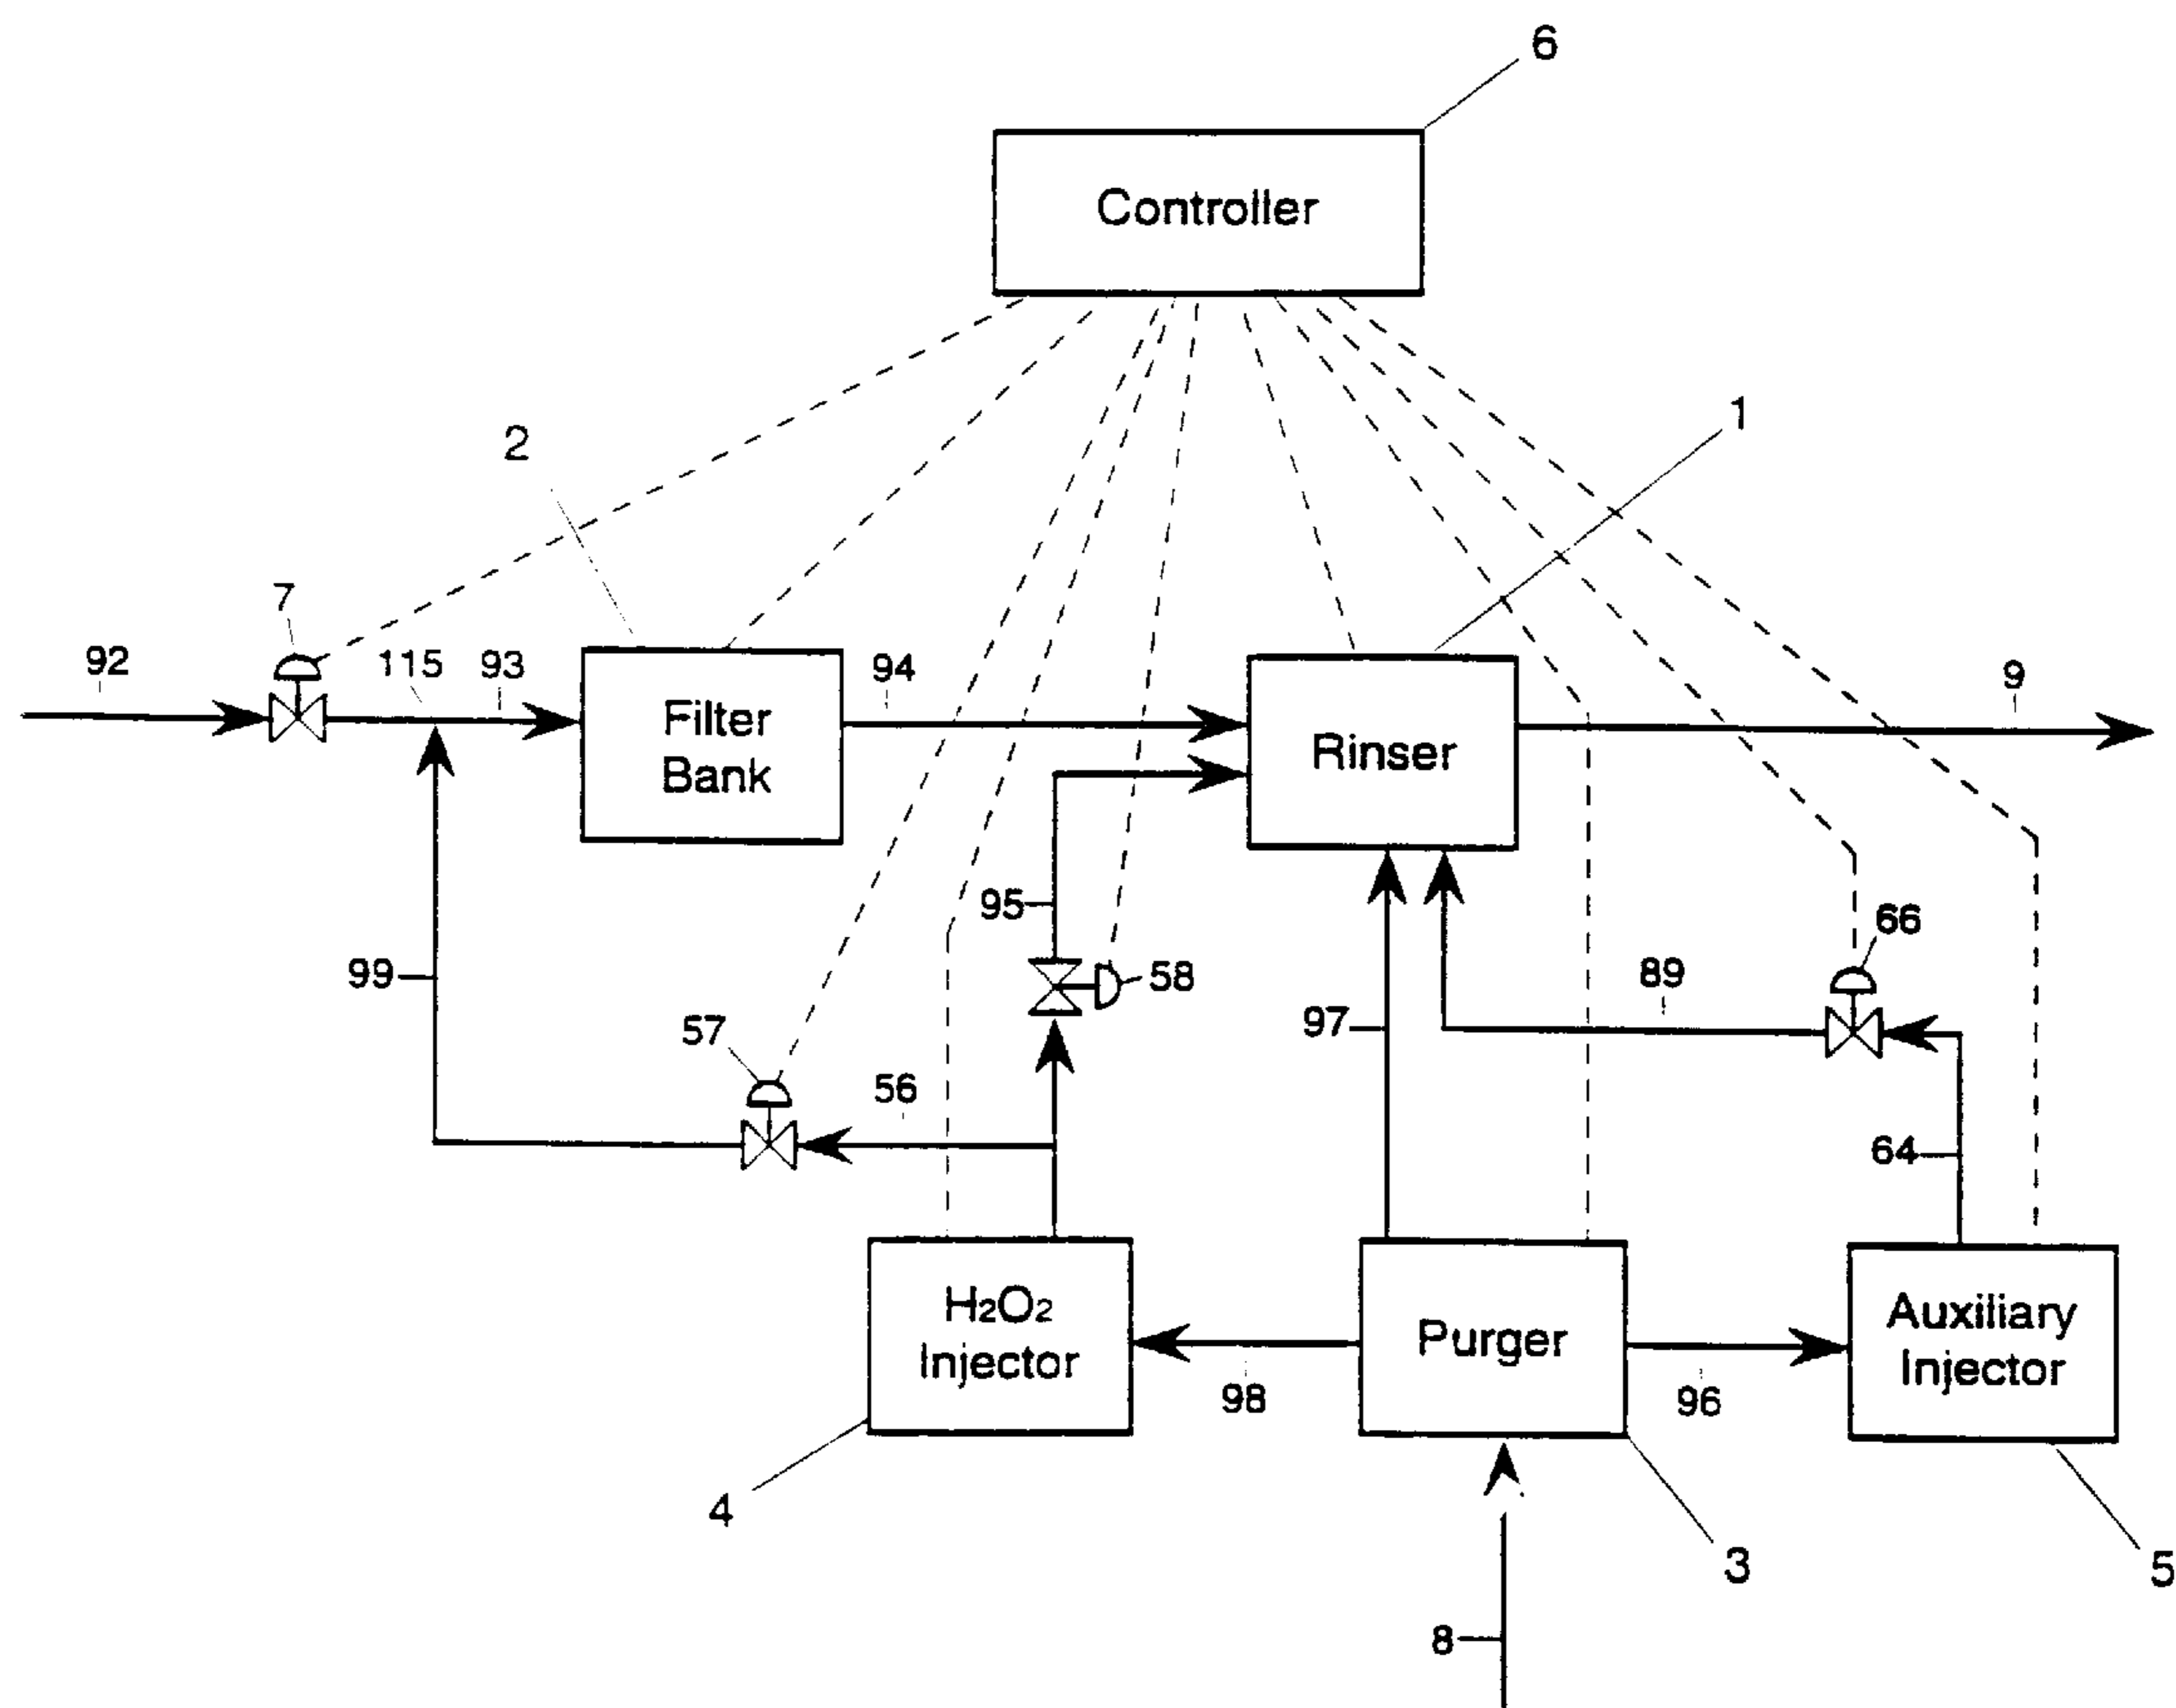 6
Controller
1
2
7
92
115
93
94
9
Filter
Bank
Rinser
95
66
99
58
89
97
57
56
64
H₂O₂
Injector
Purger
Auxiliary
Injector
98
96
4
3
5
8